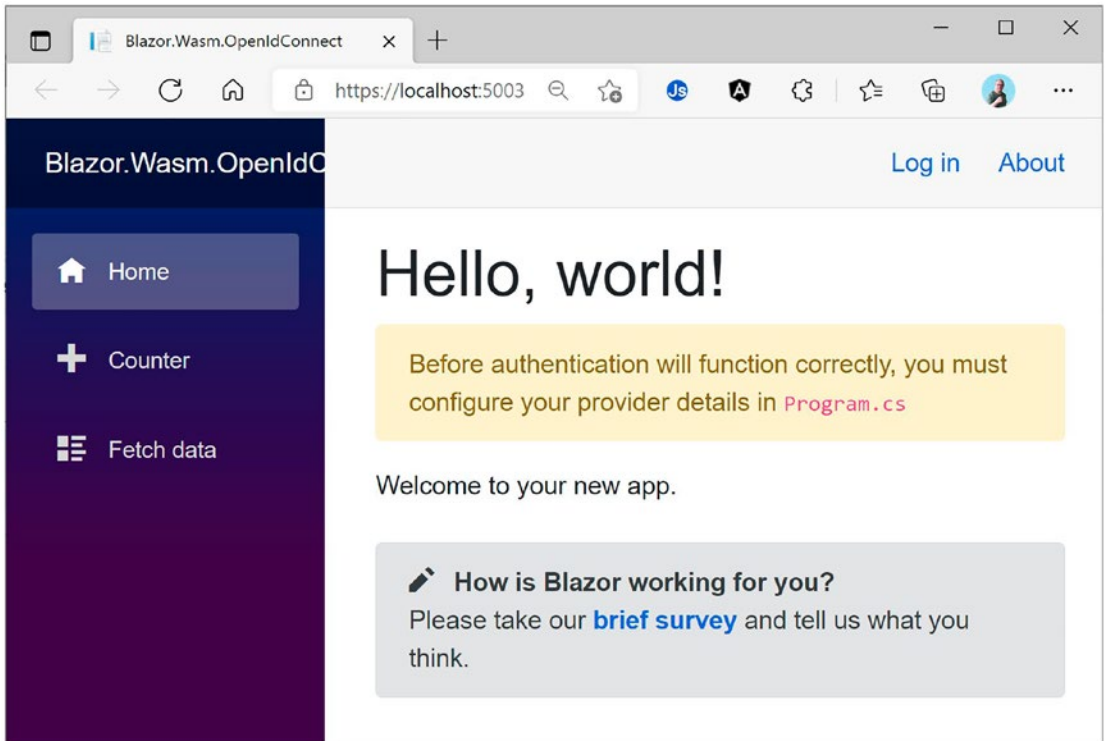 Blazor.Wasm.OpenIdConnect
https://localhost:5003
JS
A
Blazor.Wasm.OpenIdC
Log in About
Home
Counter
Fetch data
Hello, world!
Before authentication will function correctly, you must
configure your provider details in Program.cs
Welcome to your new app.
How is Blazor working for you?
Please take our brief survey and tell us what you
think.